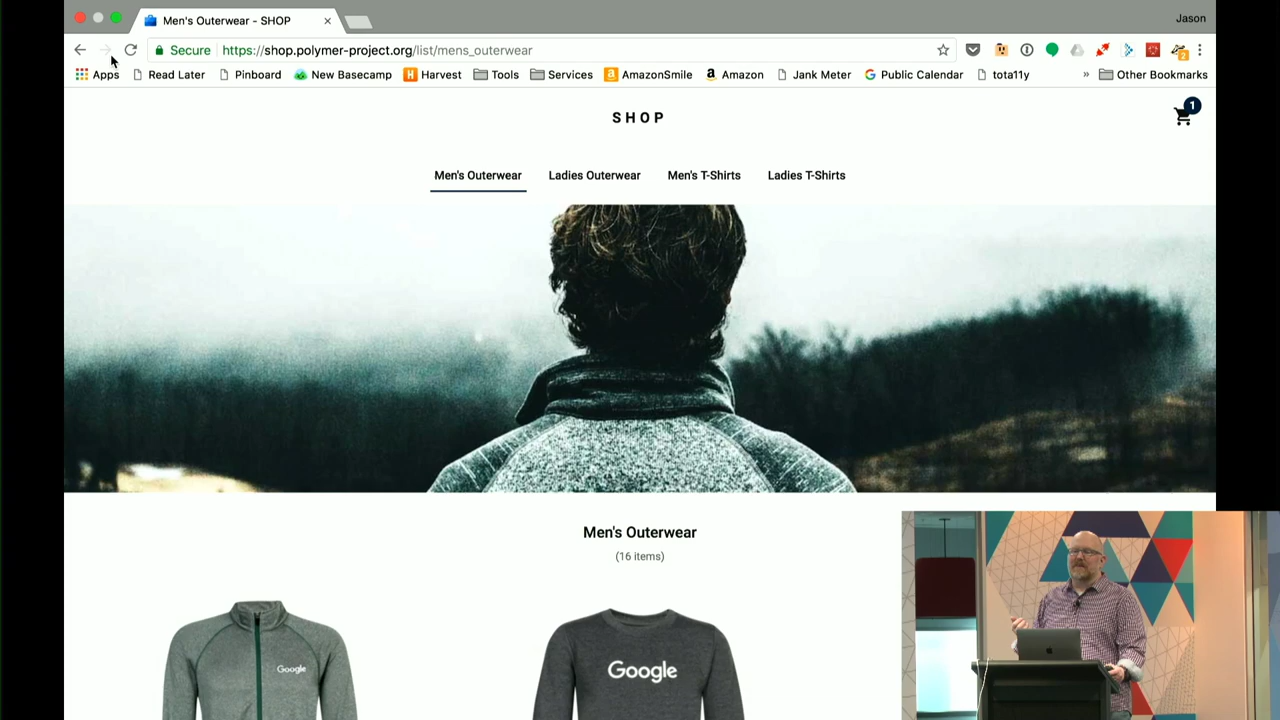 Men's Outerwear - SHOP
Jason
Secure https://shop.polymer-project.org/list/mens_outerwear
2
Apps Read Later Pinboard New Basecamp Harvest Tools Services AmazonSmile Amazon Jank Meter Public Calendar tota11y » Other Bookmarks
SHOP
1
Men's Outerwear Ladies Outerwear Men's T-Shirts Ladies T-Shirts
Men's Outerwear
(16 items)
Google
Google